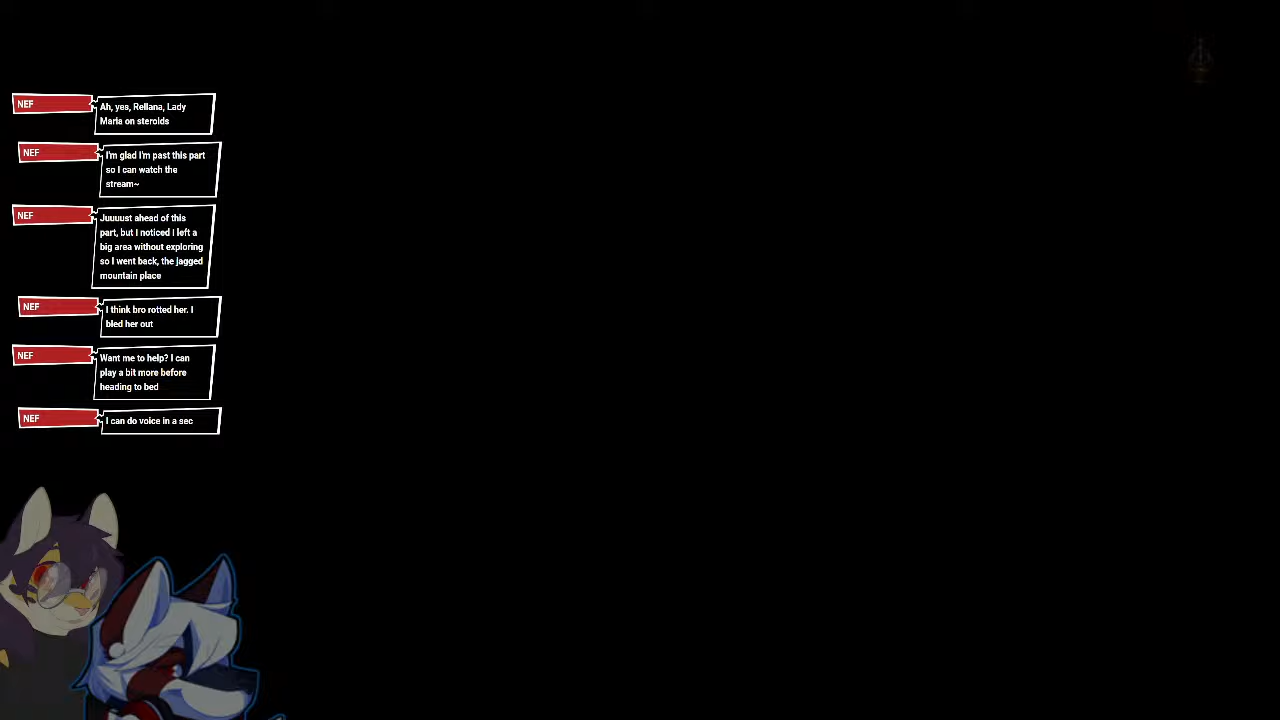 NEF
Ah, yes, Rellana, Lady
Maria on steroids
NEF
I'm glad I'm past this part
so I can watch the
stream~
NEF
Juuuust ahead of this
part, but I noticed I left a
big area without exploring
so I went back, the jagged
mountain place
NEF
I think bro rotted her. I
bled her out
NEF
Want me to help? I can
play a bit more before
heading to bed
NEF
I can do voice in a sec